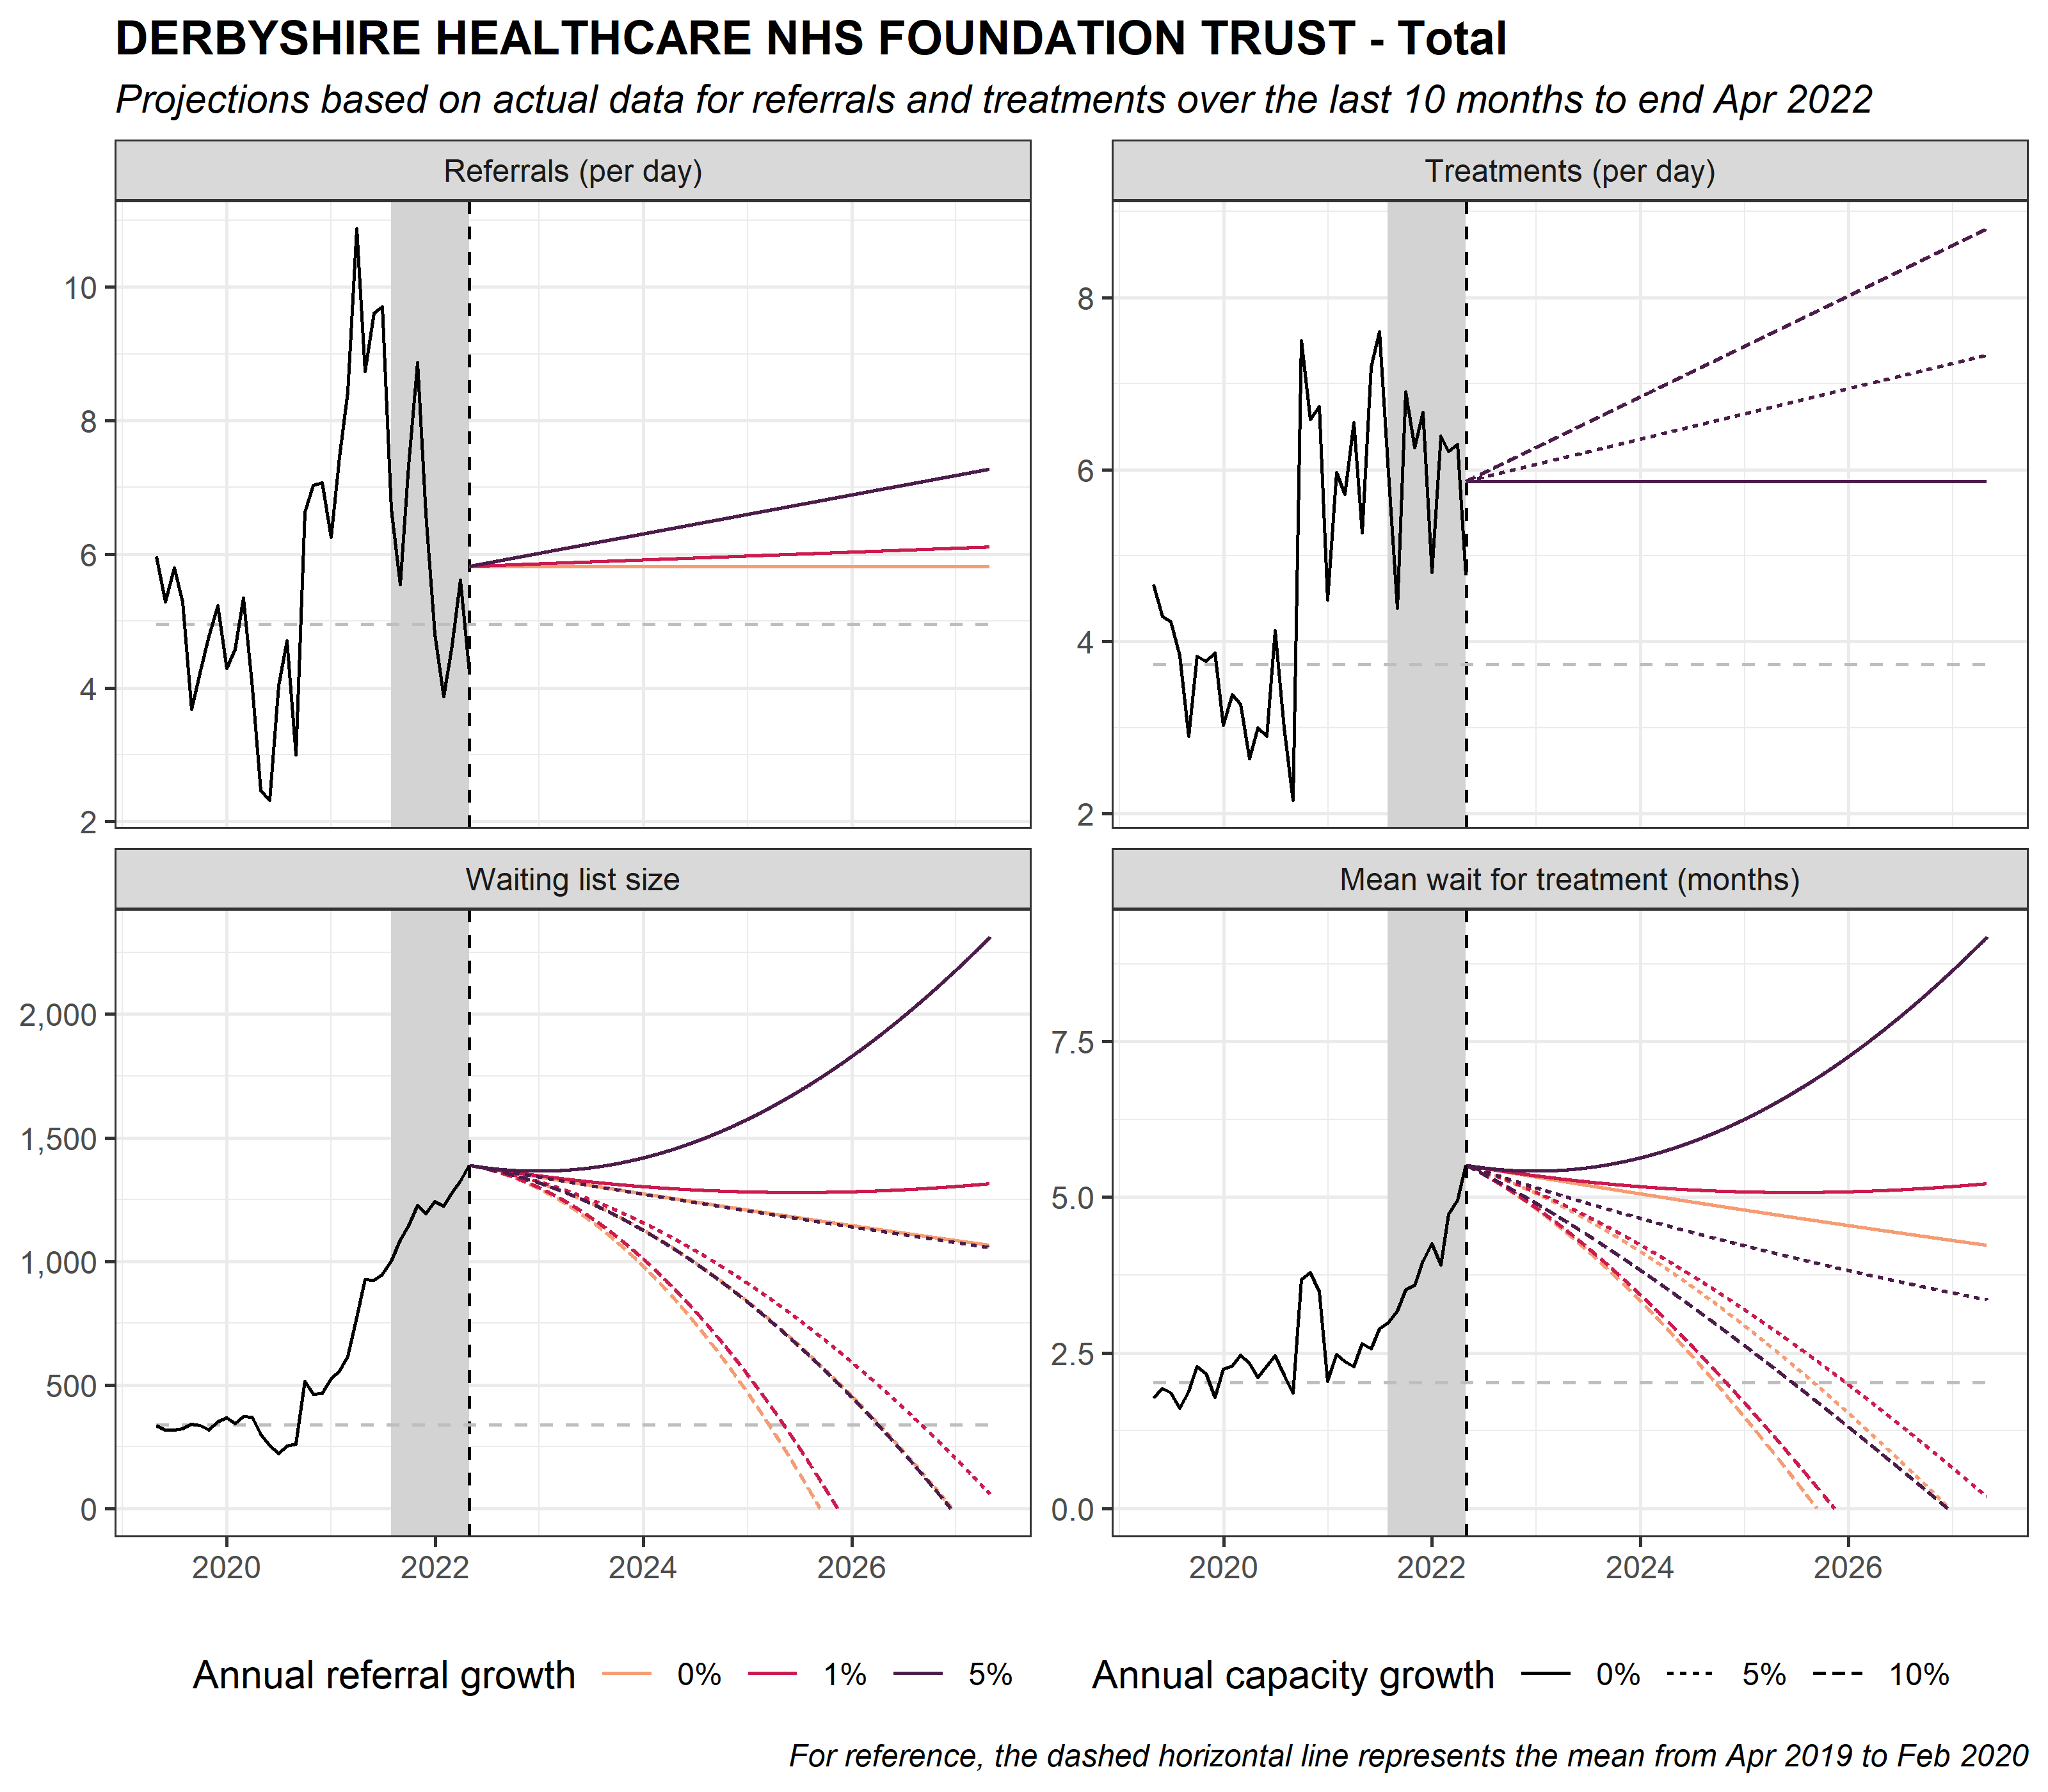 DERBYSHIRE HEALTHCARE NHS FOUNDATION TRUST - Total
Projections based on actual data for referrals and treatments over the last 10 months to end Apr 2022
Referrals (per day)
10
8
6
4
2
Treatments (per day)
8
6
4
2
Waiting list size
2,000
1,500
1,000
500
0
2020 2022 2024 2026
Mean wait for treatment (months)
7.5
5.0
2.5
0.0
2020 2022 2024 2026
Annual referral growth 0% 1% 5%
Annual capacity growth 0% 5% 10%
For reference, the dashed horizontal line represents the mean from Apr 2019 to Feb 2020